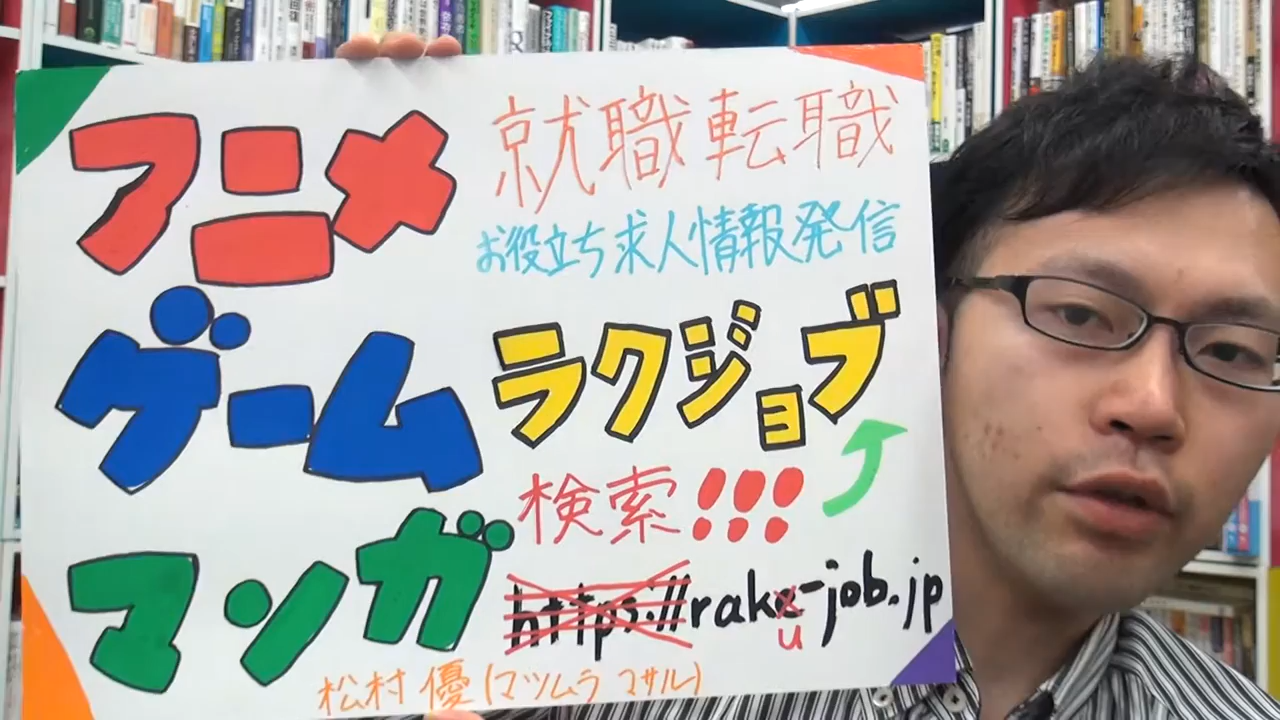 アニメ
ゲーム
マンガ
就職転職
お役立ち求人情報発信
ラクジョブ
検索!!!
https://rake-job.jp
u
松村 優(マツムラ マサル)